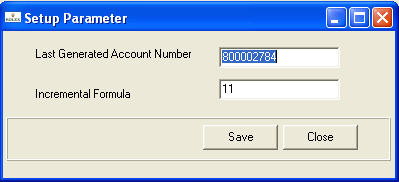 Setup Parameter
Last Generated Account Number 800002784
Incremental Formula 11
Save Close